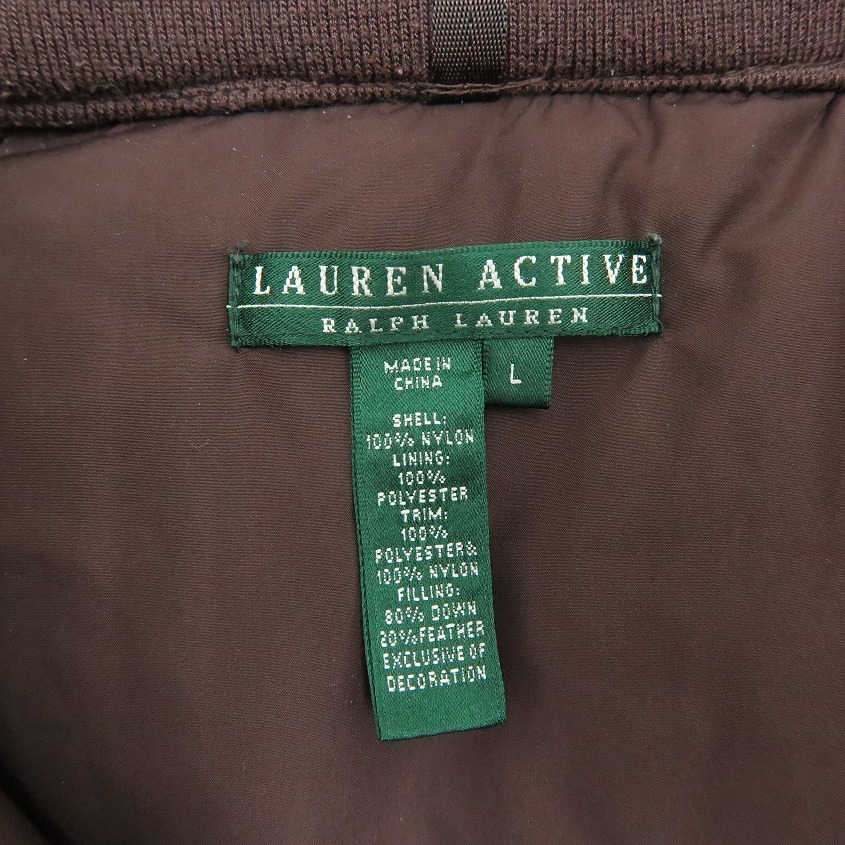 LAUREN ACTIVE
RALPH LAUREN
MADE IN
CHINA
L
SHELL:
100% NYLON
LINING:
100%
POLYESTER
TRIM:
100%
POLYESTER&
100% NYLON
FILLING:
80% DOWN
20%FEATHER
EXCLUSIVE OF
DECORATION